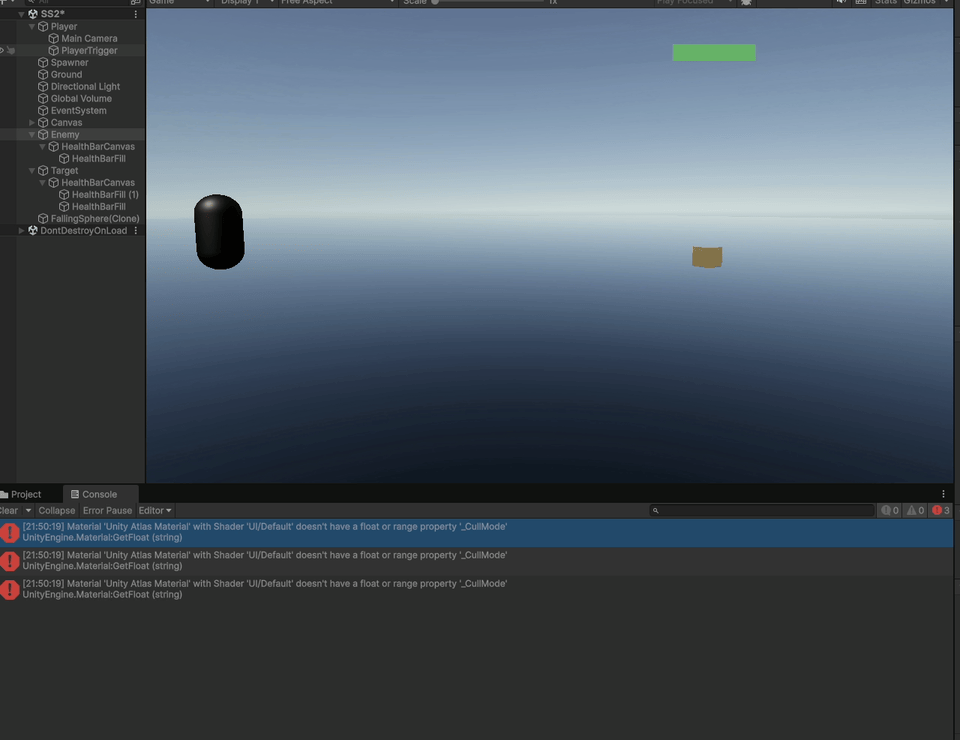 All
Game
Display 1
Free Aspect
Scale
1x
Play Focused
Stats
Gizmos
SS2*
Player
Main Camera
PlayerTrigger
Spawner
Ground
Directional Light
Global Volume
EventSystem
Canvas
Enemy
HealthBarCanvas
HealthBarFill
Target
HealthBarCanvas
HealthBarFill (1)
HealthBarFill
FallingSphere(Clone)
DontDestroyOnLoad
Project
Console
Clear
Collapse
Error Pause
Editor
0
0
3
[21:50:19] Material 'Unity Atlas Material' with Shader 'UI/Default' doesn't have a float or range property '_CullMode'
UnityEngine.Material:GetFloat (string)
[21:50:19] Material 'Unity Atlas Material' with Shader 'UI/Default' doesn't have a float or range property '_CullMode'
UnityEngine.Material:GetFloat (string)
[21:50:19] Material 'Unity Atlas Material' with Shader 'UI/Default' doesn't have a float or range property '_CullMode'
UnityEngine.Material:GetFloat (string)